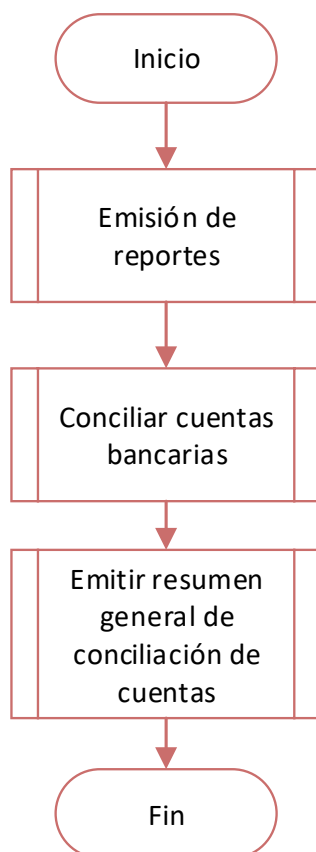 Inicio
Emisión de
reportes
Conciliar cuentas
bancarias
Emitir resumen
general de
conciliación de
cuentas
Fin